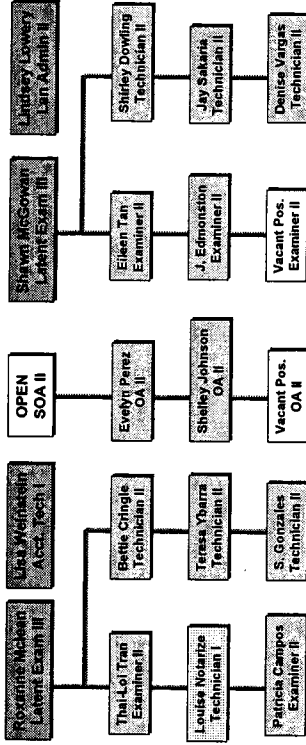 Roxanne McLean
Latent Exam III
Lisa Weinstein
Acct. Tech I
OPEN
SOA II
Shawn McGowan
Latent Exam III
Lindsey Lowery
Lan Admin II
Thai-Loi Tran
Examiner II
Bettie Cringle
Technician II
Evelyn Perez
OA II
Eileen Tan
Examiner II
Shirley Dowling
Technician II
Louise Notarize
Technician I
Terasa Ybarra
Technician II
Shelley Johnson
OA II
J. Edmonston
Examiner II
Jay Sakaria
Technician II
Patricia Campos
Examiner II
S. Gonzales
Technician II
Vacant Pos.
OA II
Vacant Pos.
Examiner II
Denise Vargas
Technician II